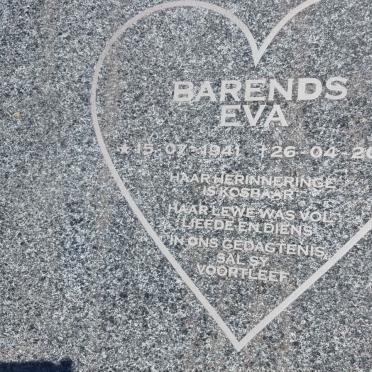 BARENDS
EVA
★15-07-1941 †26-04-20
HAAR HERINNERINGE
IS KOSBAAR
HAAR LEWE WAS VOL
LIEFDE EN DIENS
IN ONS GEDAGTENIS
SAL SY
VOORTLEEF